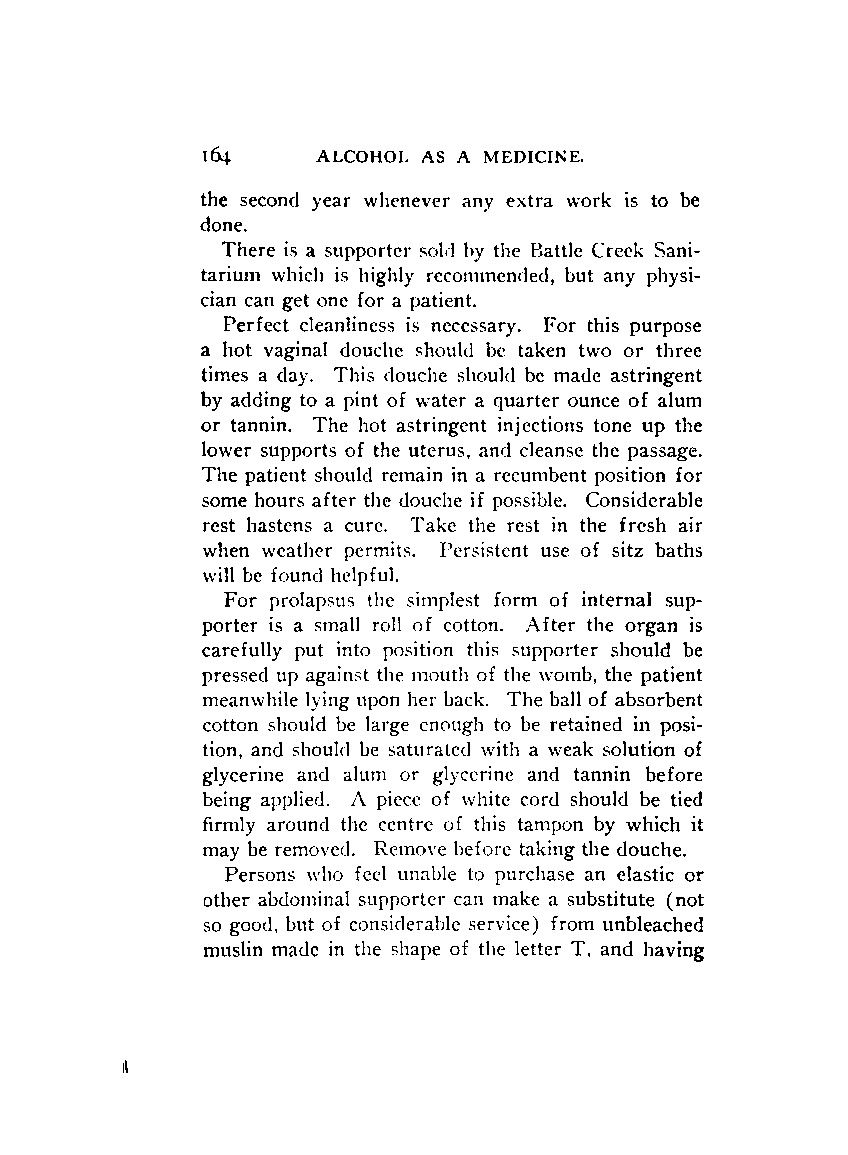 164 ALCOHOL AS A MEDICINE.
the second year whenever any extra work is to be
done.
There is a supporter sold by the Battle Creek Sani-
tarium which is highly recommended, but any physi-
cian can get one for a patient.
Perfect cleanliness is necessary. For this purpose
a hot vaginal douche should be taken two or three
times a day. This douche should be made astringent
by adding to a pint of water a quarter ounce of alum
or tannin. The hot astringent injections tone up the
lower supports of the uterus, and cleanse the passage.
The patient should remain in a recumbent position for
some hours after the douche if possible. Considerable
rest hastens a cure. Take the rest in the fresh air
when weather permits. Persistent use of sitz baths
will be found helpful.
For prolapsus the simplest form of internal sup-
porter is a small roll of cotton. After the organ is
carefully put into position this supporter should be
pressed up against the mouth of the womb, the patient
meanwhile lying upon her back. The ball of absorbent
cotton should be large enough to be retained in posi-
tion, and should be saturated with a weak solution of
glycerine and alum or glycerine and tannin before
being applied. A piece of white cord should be tied
firmly around the centre of this tampon by which it
may be removed. Remove before taking the douche.
Persons who feel unable to purchase an elastic or
other abdominal supporter can make a substitute (not
so good, but of considerable service) from unbleached
muslin made in the shape of the letter T, and having